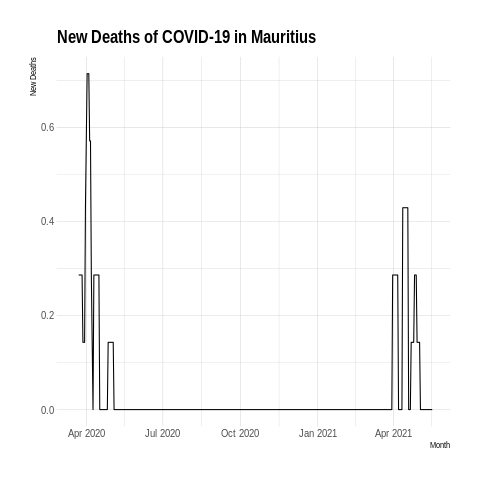 New Deaths of COVID-19 in Mauritius
New Deaths
0.6
0.4
0.2
0.0
Apr 2020 Jul 2020 Oct 2020 Jan 2021 Apr 2021
Month